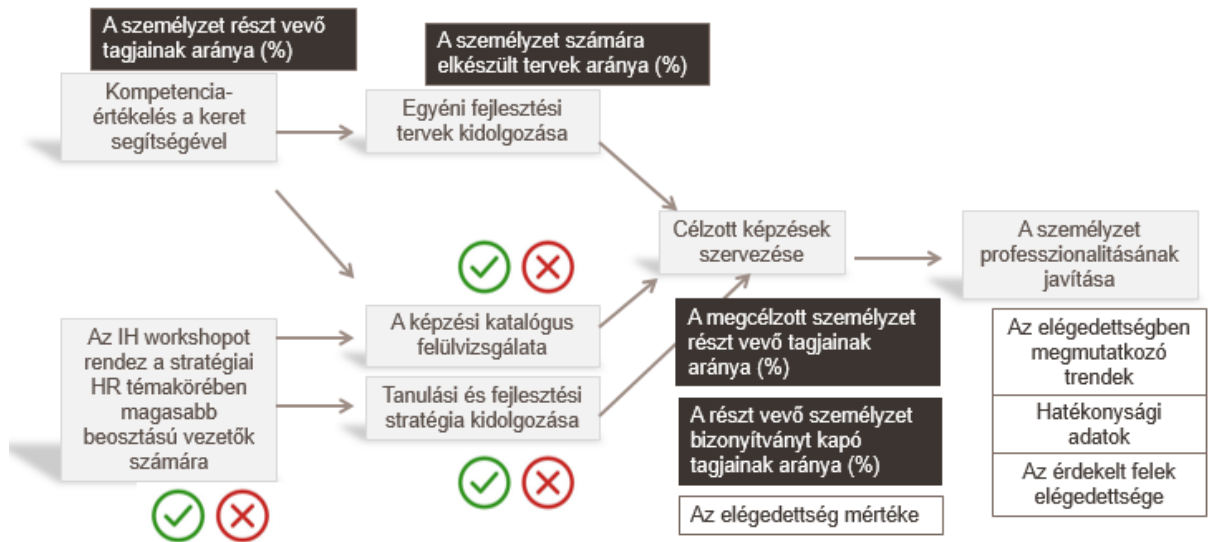 A személyzet részt vevő
tagjainak aránya (%)
A személyzet számára
elkészült tervek aránya (%)
Kompetencia-
értékelés a keret
segítségével
Egyéni fejlesztési
tervek kidolgozása
Célzott képzések
szervezése
A személyzet
professzionalitásának
javítása
Az IH workshopot
rendez a stratégiai
HR témakörében
magasabb
beosztású vezetők
számára
A képzési katalógus
felülvizsgálata
Tanulási és fejlesztési
stratégia kidolgozása
A megcélzott személyzet
részt vevő tagjainak
aránya (%)
A részt vevő személyzet
bizonyítványt kapó
tagjainak aránya (%)
Az elégedettség mértéke
Az elégedettségben
megmutatkozó
trendek
Hatékonysági
adatok
Az érdekelt felek
elégedettsége